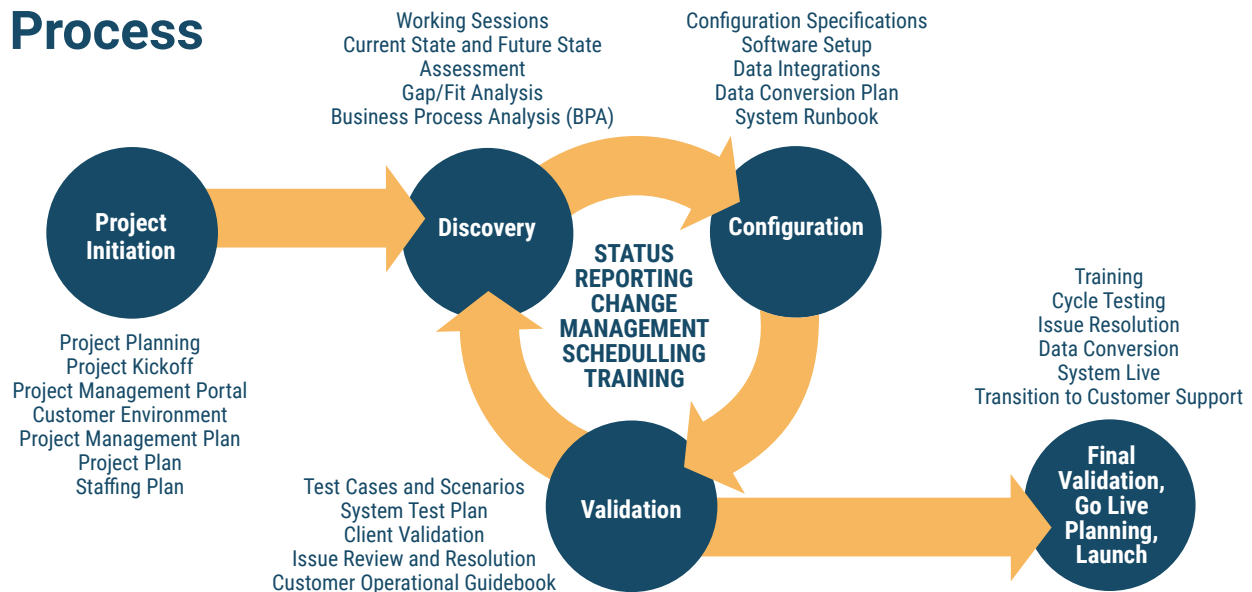 Process
Working Sessions
Current State and Future State
Assessment
Gap/Fit Analysis
Business Process Analysis (BPA)
Configuration Specifications
Software Setup
Data Integrations
Data Conversion Plan
System Runbook
Project
Initiation
Discovery
Configuration
STATUS
REPORTING
CHANGE
MANAGEMENT
SCHEDULLING
TRAINING
Project Planning
Project Kickoff
Project Management Portal
Customer Environment
Project Management Plan
Project Plan
Staffing Plan
Test Cases and Scenarios
System Test Plan
Client Validation
Issue Review and Resolution
Customer Operational Guidebook
Validation
Training
Cycle Testing
Issue Resolution
Data Conversion
System Live
Transition to Customer Support
Final
Validation,
Go Live
Planning,
Launch